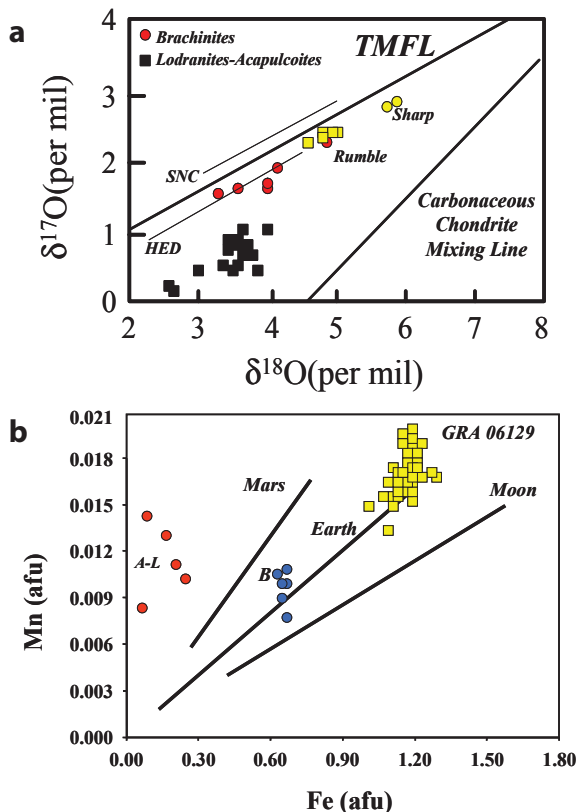 a
4
3
2
1
0
δ17O(per mil)
Brachinites
Lodranites-Acapulcoites
TMFL
Sharp
Rumble
SNC
HED
Carbonaceous
Chondrite
Mixing Line
2 3 4 5 6 7 8
δ18O(per mil)
b
0.021
0.018
0.015
0.012
0.009
0.006
0.003
0.000
Mn (afu)
GRA 06129
Mars
Moon
Earth
A-L
B
0.00 0.30 0.60 0.90 1.20 1.50 1.80
Fe (afu)